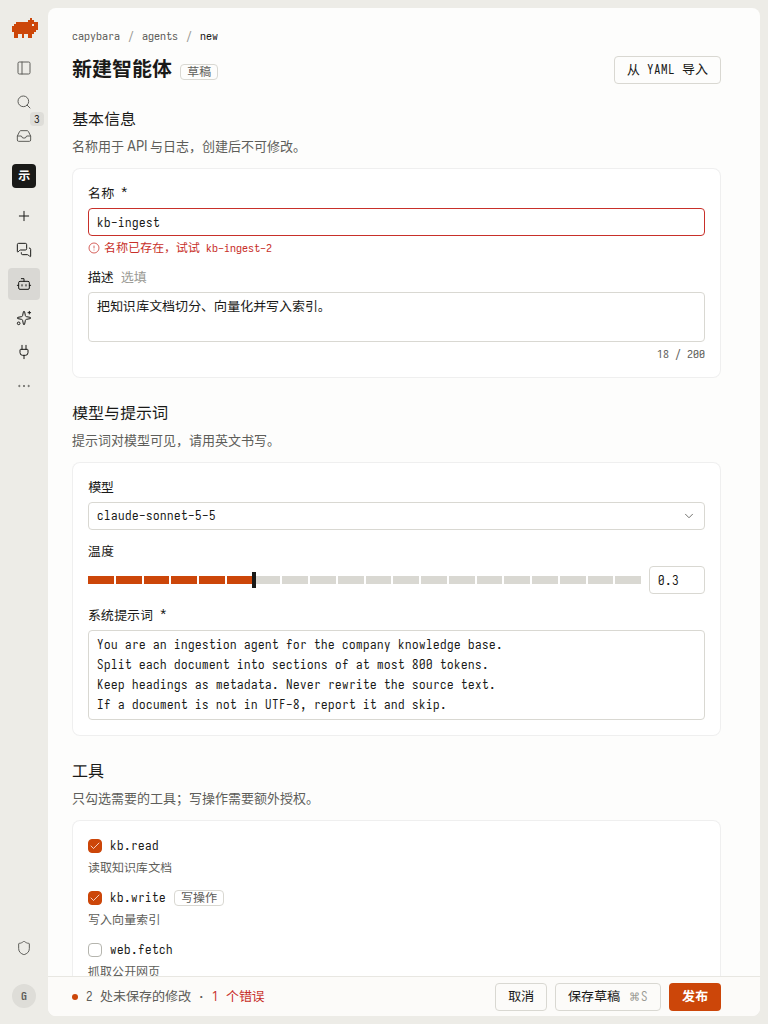 capybara / agents / new
新建智能体 草稿
从 YAML 导入
3
示
基本信息
名称用于 API 与日志，创建后不可修改。
名称 *
kb-ingest
名称已存在，试试 kb-ingest-2
描述 选填
把知识库文档切分、向量化并写入索引。
18 / 200
模型与提示词
提示词对模型可见，请用英文书写。
模型
claude-sonnet-5-5
温度
0.3
系统提示词 *
You are an ingestion agent for the company knowledge base.
Split each document into sections of at most 800 tokens.
Keep headings as metadata. Never rewrite the source text.
If a document is not in UTF-8, report it and skip.
工具
只勾选需要的工具；写操作需要额外授权。
kb.read
读取知识库文档
kb.write 写操作
写入向量索引
web.fetch
抓取公开网页
G
2 处未保存的修改 · 1 个错误
取消
保存草稿 ⌘S
发布